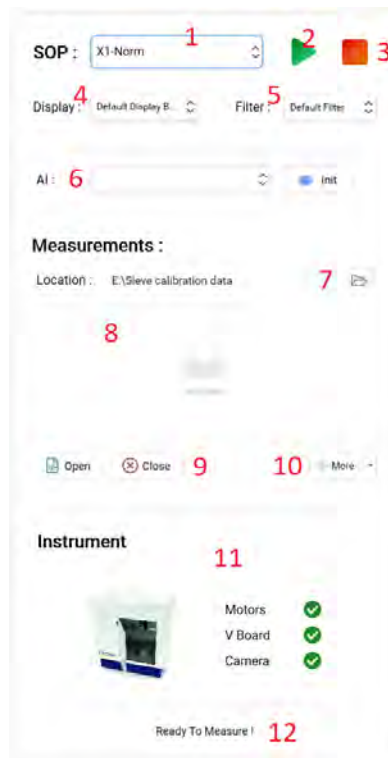 SOP : X1-Norm 1 2 3
Display : 4 Default Display B... Filter : 5 Default Filter
AI : 6 Init
Measurements :
Location : E:\Sieve calibration data 7
8
Open Close 9 10 More
Instrument
11
Motors
V Board
Camera
Ready To Measure ! 12